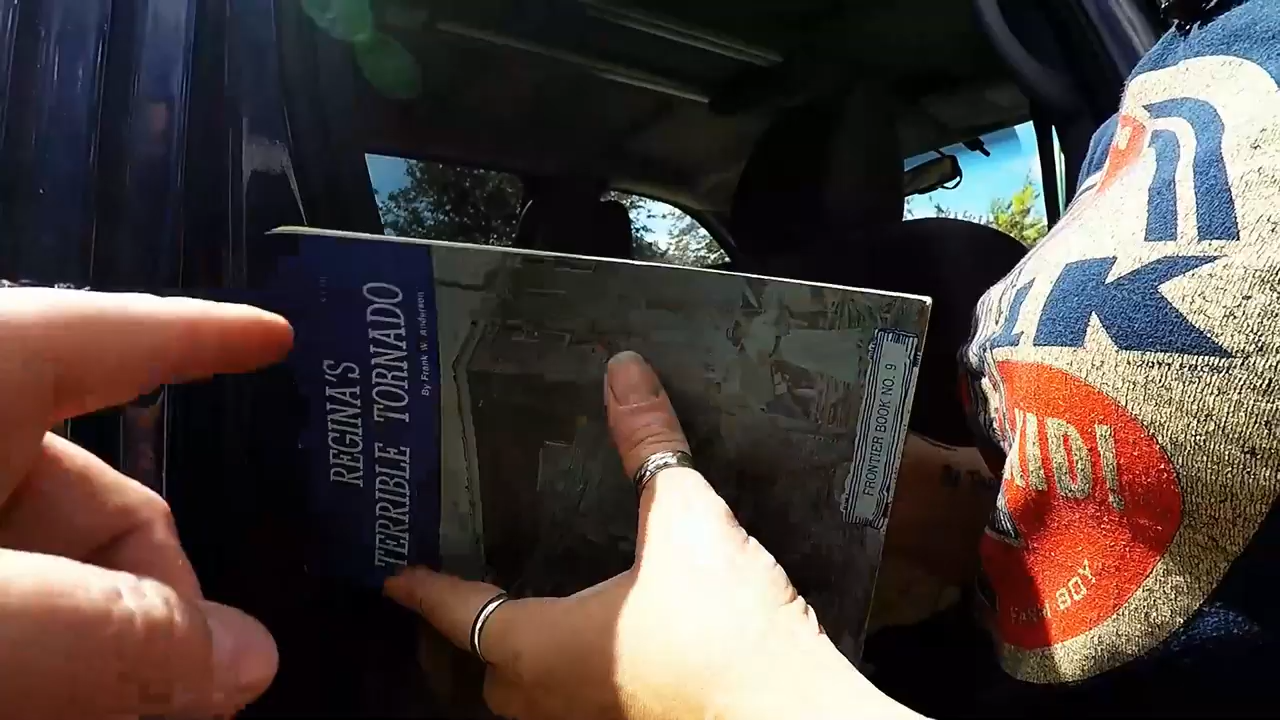 REGINA'S
TERRIBLE TORNADO
By Frank W. Anderson
FRONTIER BOOK NO. 9
KID!
FARM BOY